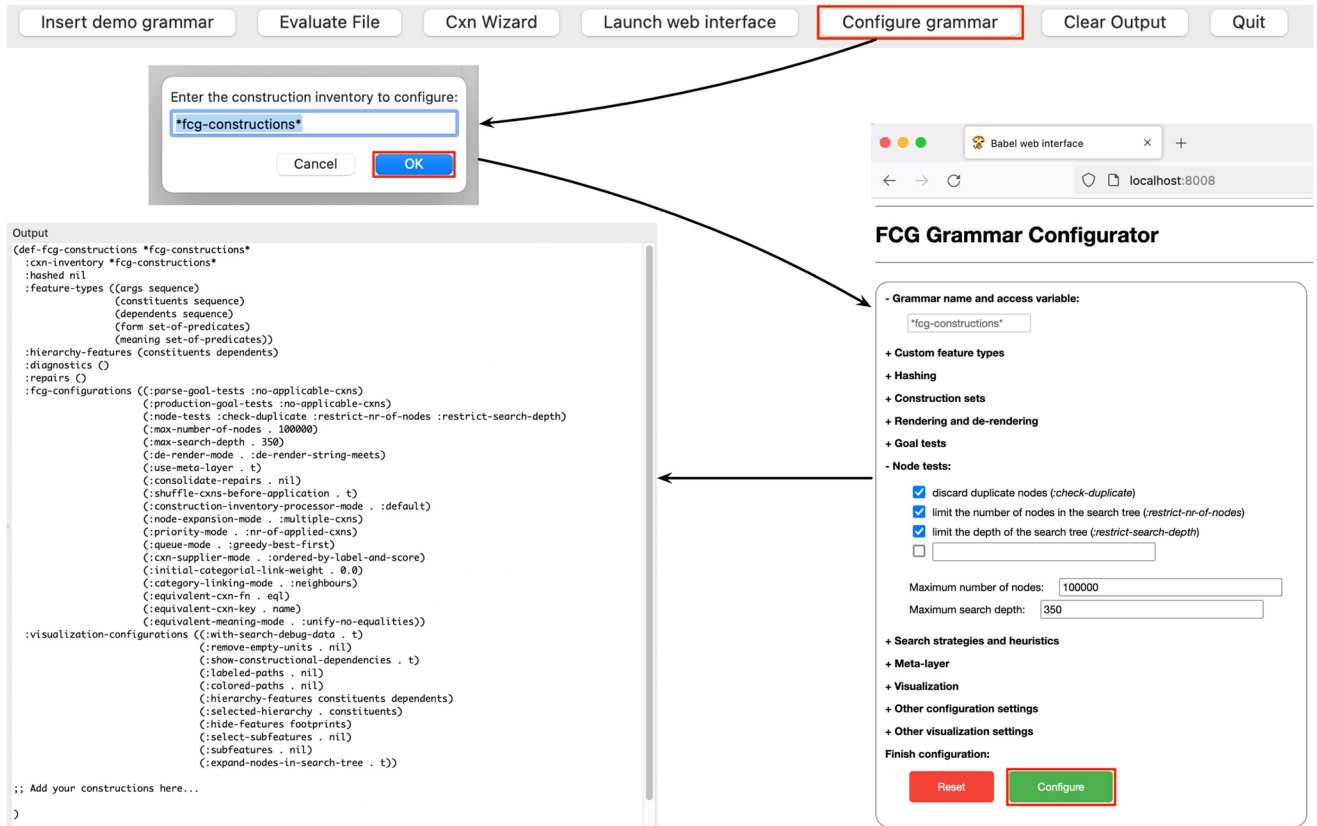 Insert demo grammar
Evaluate File
Cxn Wizard
Launch web interface
Configure grammar
Clear Output
Quit
Enter the construction inventory to configure:
*fcg-constructions*
Cancel
OK
Babel web interface
localhost:8008
FCG Grammar Configurator
- Grammar name and access variable:
*fcg-constructions*
+ Custom feature types
+ Hashing
+ Construction sets
+ Rendering and de-rendering
+ Goal tests
- Node tests:
discard duplicate nodes (:check-duplicate)
limit the number of nodes in the search tree (:restrict-nr-of-nodes)
limit the depth of the search tree (:restrict-search-depth)
Maximum number of nodes: 100000
Maximum search depth: 350
+ Search strategies and heuristics
+ Meta-layer
+ Visualization
+ Other configuration settings
+ Other visualization settings
Finish configuration:
Reset
Configure
Output
(def-fcg-constructions *fcg-constructions*
:cxn-inventory *fcg-constructions*
:hashed nil
:feature-types ((args sequence)
(constituents sequence)
(dependents sequence)
(form set-of-predicates)
(meaning set-of-predicates))
:hierarchy-features (constituents dependents)
:diagnostics ()
:repairs ()
:fcg-configurations ((:parse-goal-tests :no-applicable-cxns)
(:production-goal-tests :no-applicable-cxns)
(:node-tests :check-duplicate :restrict-nr-of-nodes :restrict-search-depth)
(:max-number-of-nodes . 100000)
(:max-search-depth . 350)
(:de-render-mode . :de-render-string-meets)
(:use-meta-layer . t)
(:consolidate-repairs . nil)
(:shuffle-cxns-before-application . t)
(:construction-inventory-processor-mode . :default)
(:node-expansion-mode . :multiple-cxns)
(:priority-mode . :nr-of-applied-cxns)
(:queue-mode . :greedy-best-first)
(:cxn-supplier-mode . :ordered-by-label-and-score)
(:initial-categorial-link-weight . 0.0)
(:category-linking-mode . :neighbours)
(:equivalent-cxn-fn . eql)
(:equivalent-cxn-key . name)
(:equivalent-meaning-mode . :unify-no-equalities))
:visualization-configurations ((:with-search-debug-data . t)
(:remove-empty-units . nil)
(:show-constructional-dependencies . t)
(:labeled-paths . nil)
(:colored-paths . nil)
(:hierarchy-features constituents dependents)
(:selected-hierarchy . constituents)
(:hide-features footprints)
(:select-subfeatures . nil)
(:subfeatures . nil)
(:expand-nodes-in-search-tree . t))
;; Add your constructions here...
)